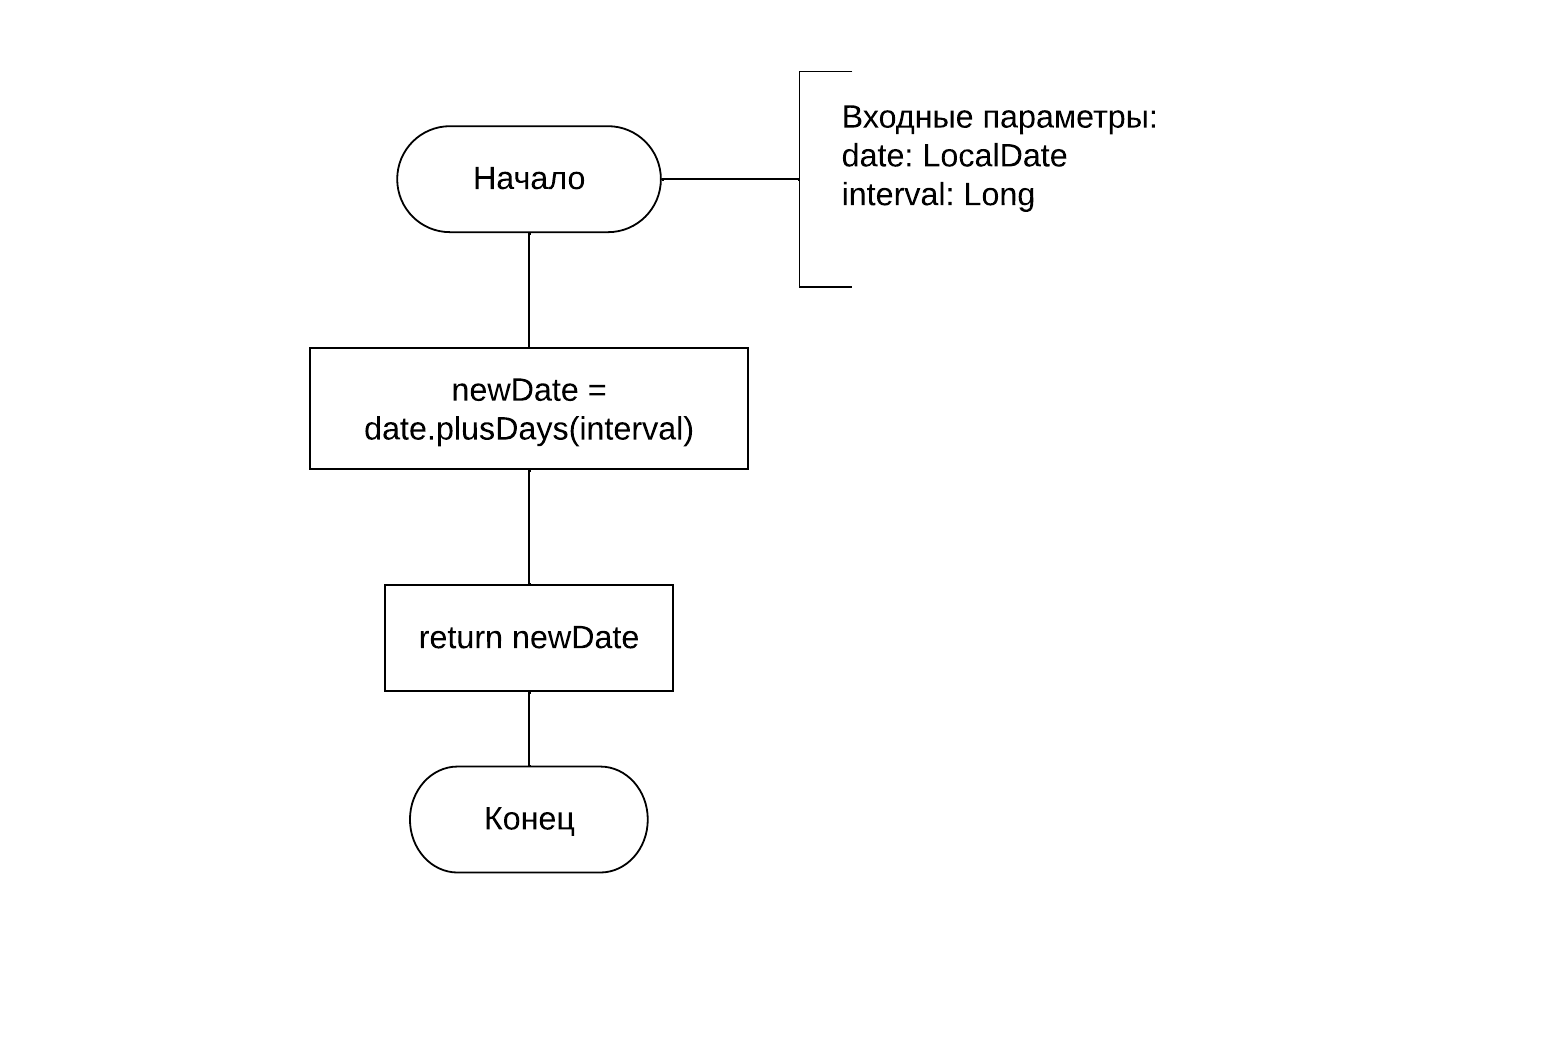 Начало
Входные параметры:
date: LocalDate
interval: Long
newDate =
date.plusDays(interval)
return newDate
Конец